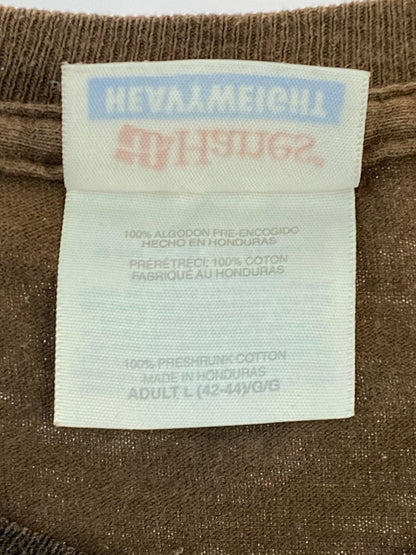 HEAVYWEIGHT
Hanes
100% ALGODON PRE-ENCOGIDO
HECHO EN HONDURAS
PRÉRÉTRÉCI; 100% COTON
FABRIQUÉ AU HONDURAS
100% PRESHRUNK COTTON
MADE IN HONDURAS
ADULT L (42-44)/G/G